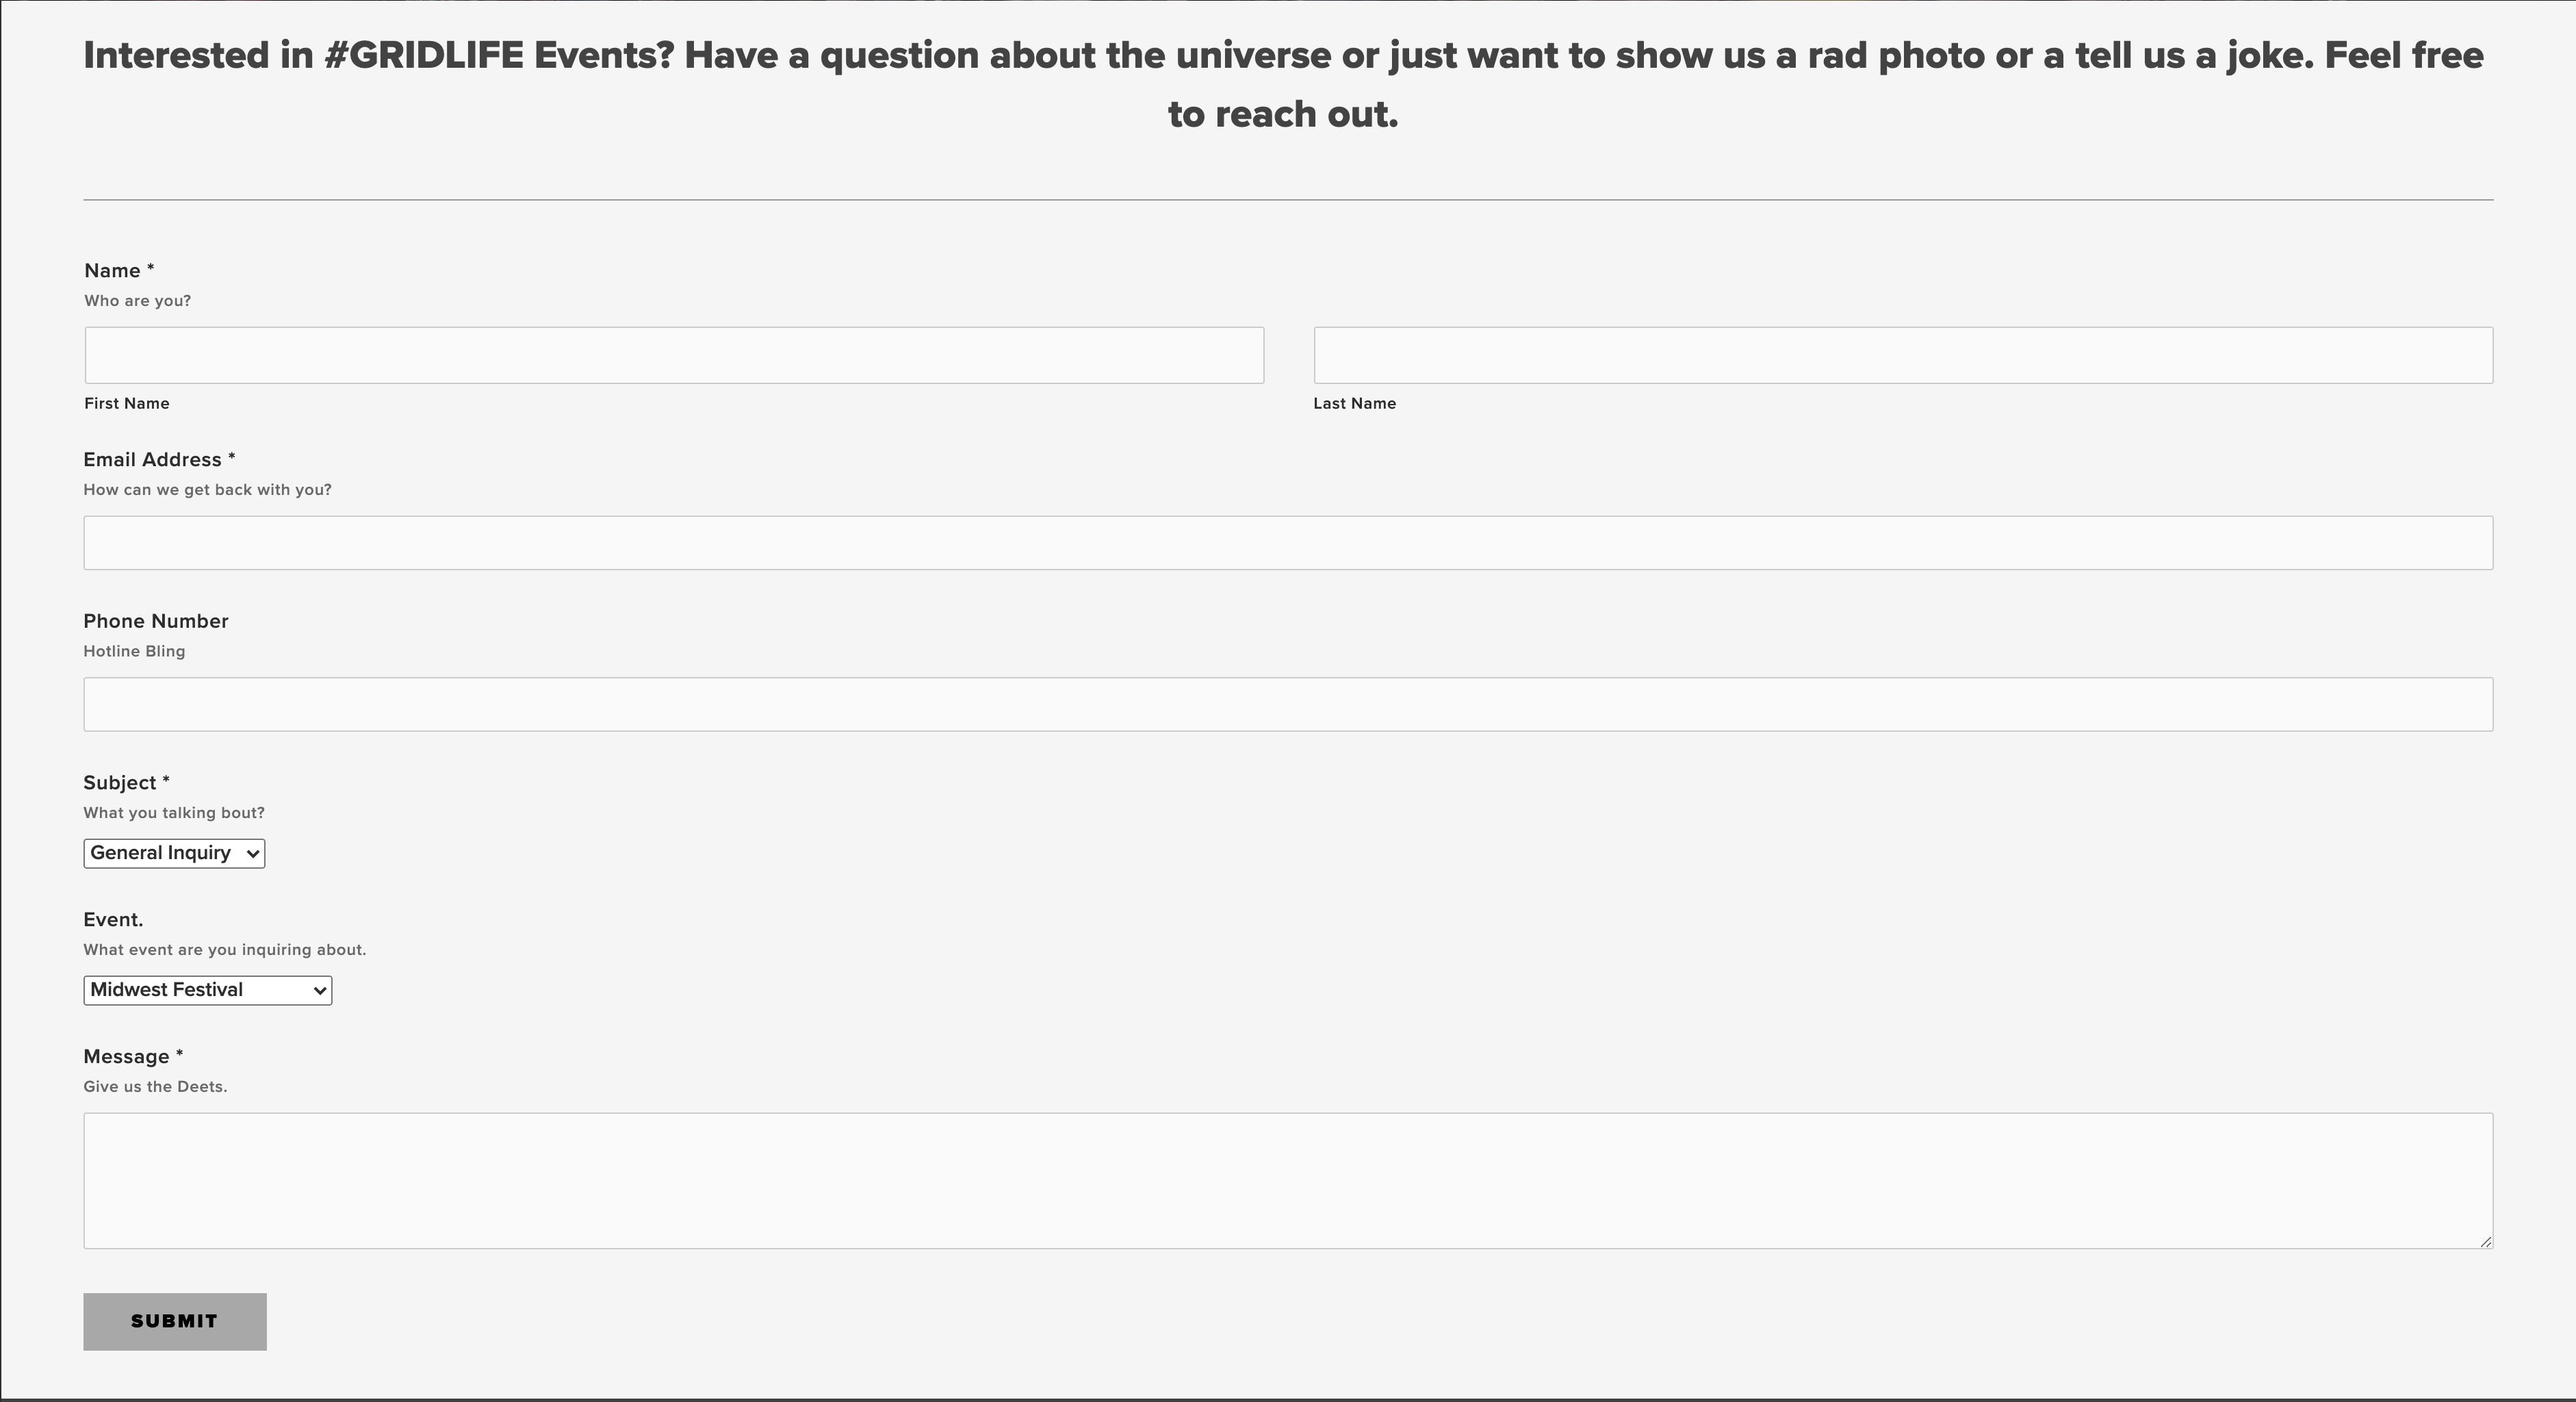 Interested in #GRIDLIFE Events? Have a question about the universe or just want to show us a rad photo or a tell us a joke. Feel free
to reach out.
Name *
Who are you?
First Name
Last Name
Email Address *
How can we get back with you?
Phone Number
Hotline Bling
Subject *
What you talking bout?
General Inquiry
Event.
What event are you inquiring about.
Midwest Festival
Message *
Give us the Deets.
SUBMIT